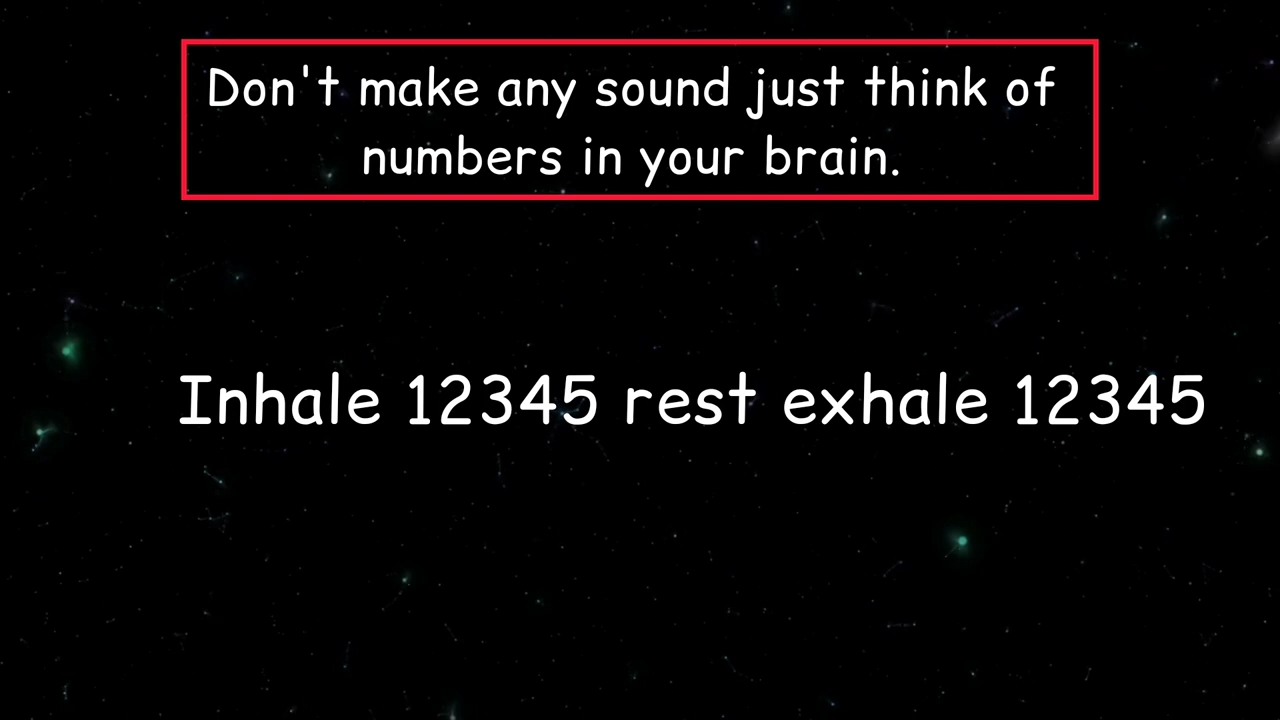 Don't make any sound just think of
numbers in your brain.
Inhale 12345 rest exhale 12345